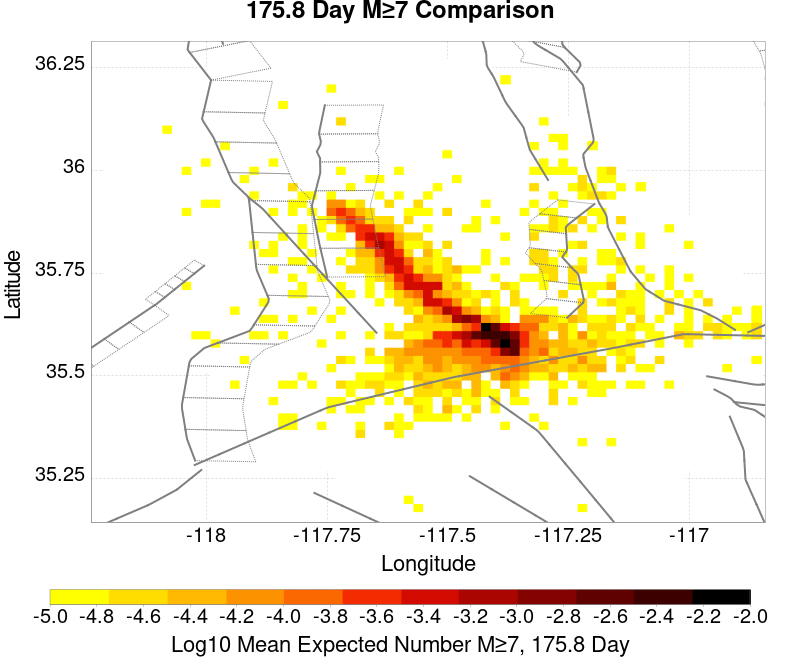 175.8 Day M≥7 Comparison
36.25
36
35.75
35.5
35.25
Latitude
-118 -117.75 -117.5 -117.25 -117
Longitude
-5.0 -4.8 -4.6 -4.4 -4.2 -4.0 -3.8 -3.6 -3.4 -3.2 -3.0 -2.8 -2.6 -2.4 -2.2 -2.0
Log10 Mean Expected Number M≥7, 175.8 Day